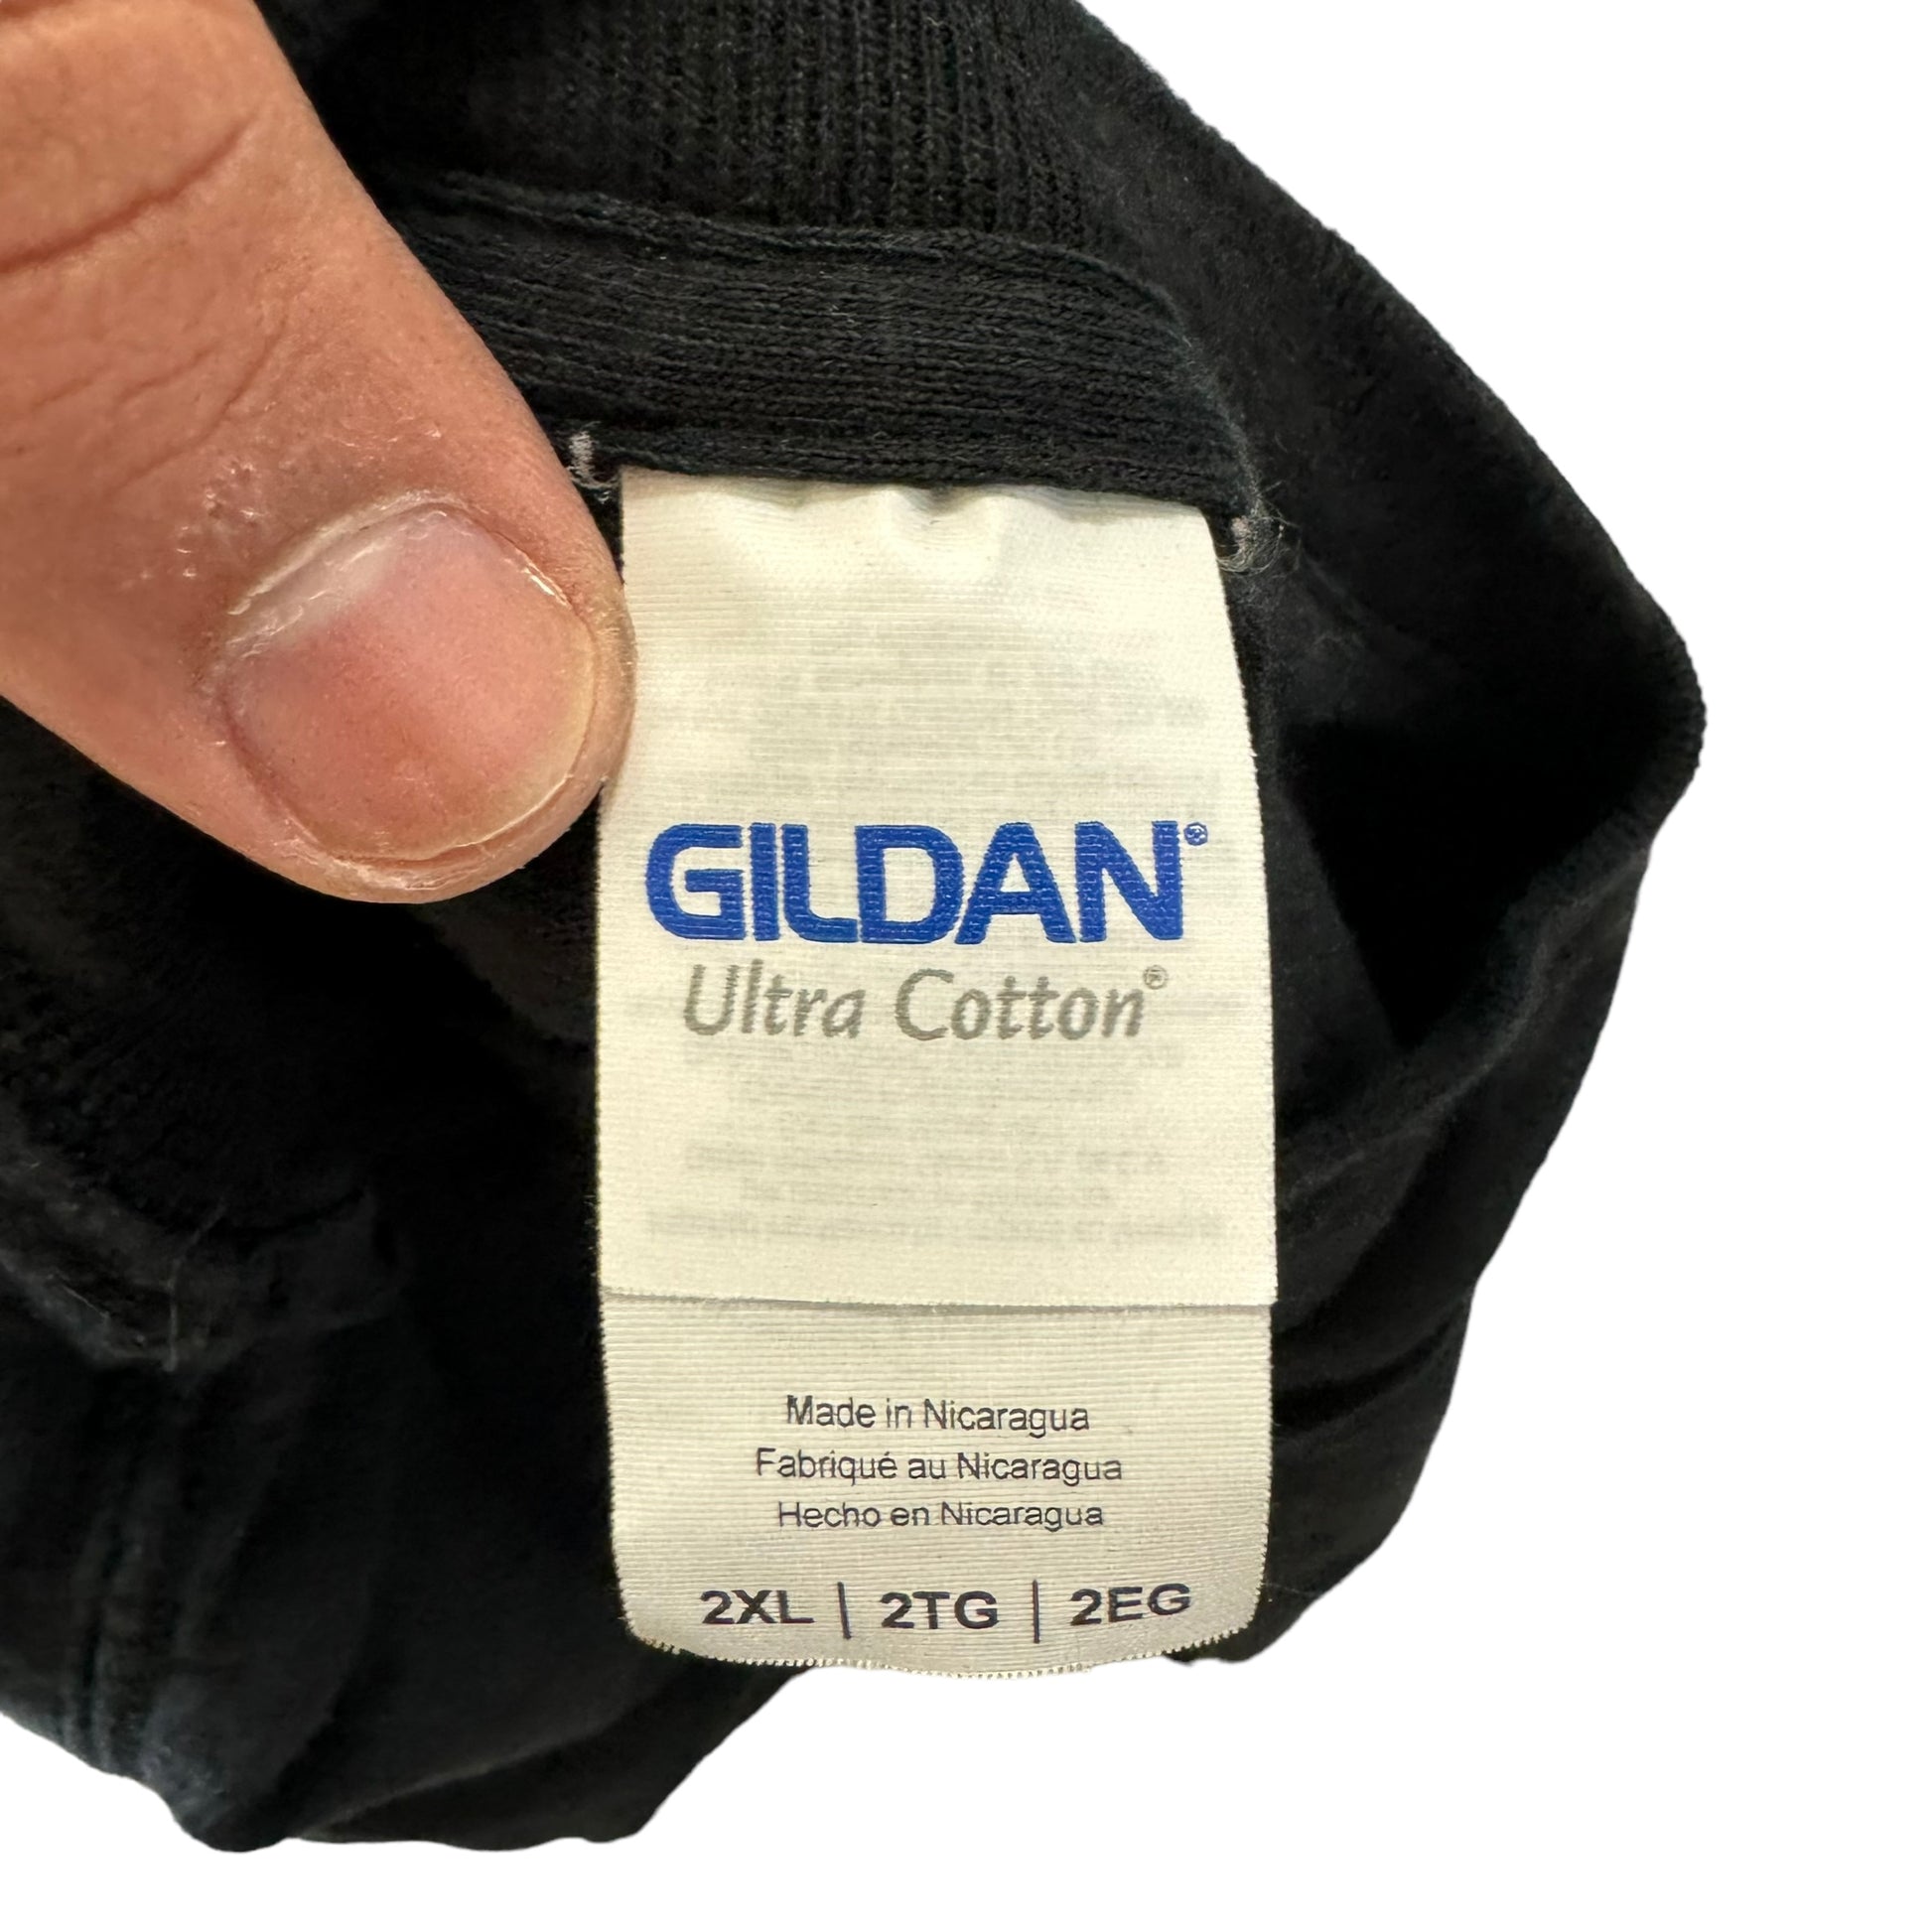 GILDAN®
Ultra Cotton®
Made in Nicaragua
Fabriqué au Nicaragua
Hecho en Nicaragua
2XL | 2TG | 2EG